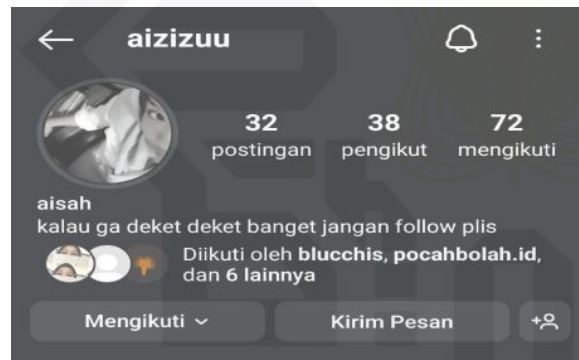 aizizuu
32 38 72
postingan pengikut mengikuti
aisah
kalau ga deket deket banget jangan follow plis
Diikuti oleh blucchis, pocahbolah.id,
dan 6 lainnya
Mengikuti Kirim Pesan